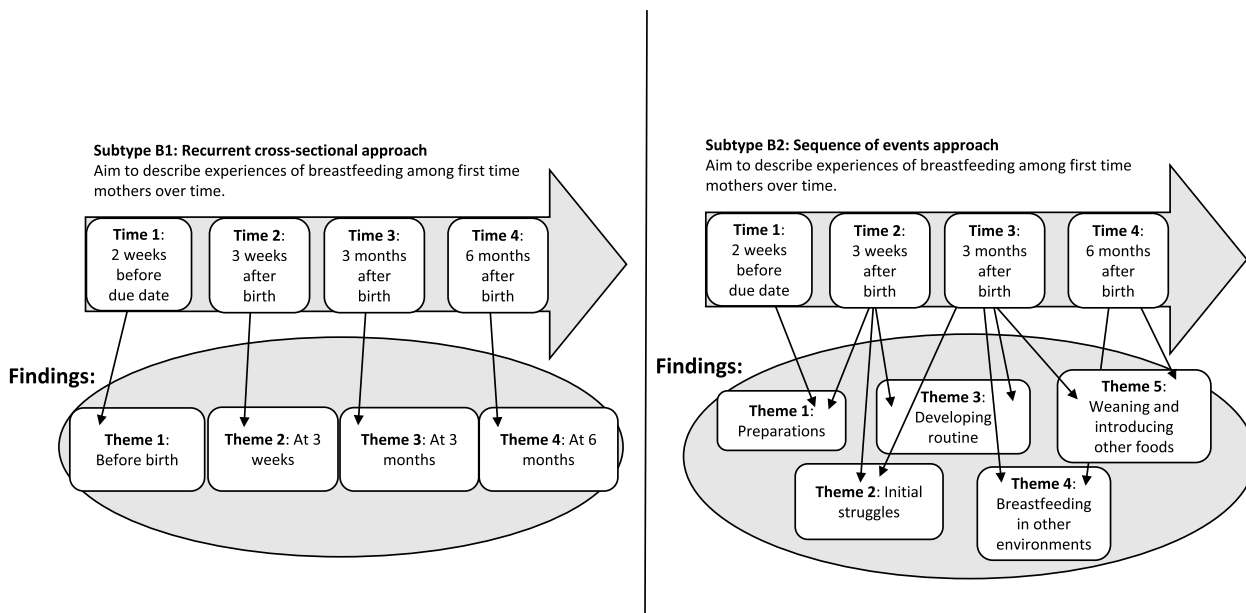 Subtype B1: Recurrent cross-sectional approach
Aim to describe experiences of breastfeeding among first time
mothers over time.
Time 1:
2 weeks
before
due date
Time 2:
3 weeks
after
birth
Time 3:
3 months
after
birth
Time 4:
6 months
after
birth
Findings:
Theme 1:
Before birth
Theme 2: At 3
weeks
Theme 3: At 3
months
Theme 4: At 6
months
Subtype B2: Sequence of events approach
Aim to describe experiences of breastfeeding among first time
mothers over time.
Time 1:
2 weeks
before
due date
Time 2:
3 weeks
after
birth
Time 3:
3 months
after
birth
Time 4:
6 months
after
birth
Findings:
Theme 1:
Preparations
Theme 3:
Developing
routine
Theme 5:
Weaning and
introducing
other foods
Theme 2: Initial
struggles
Theme 4:
Breastfeeding
in other
environments